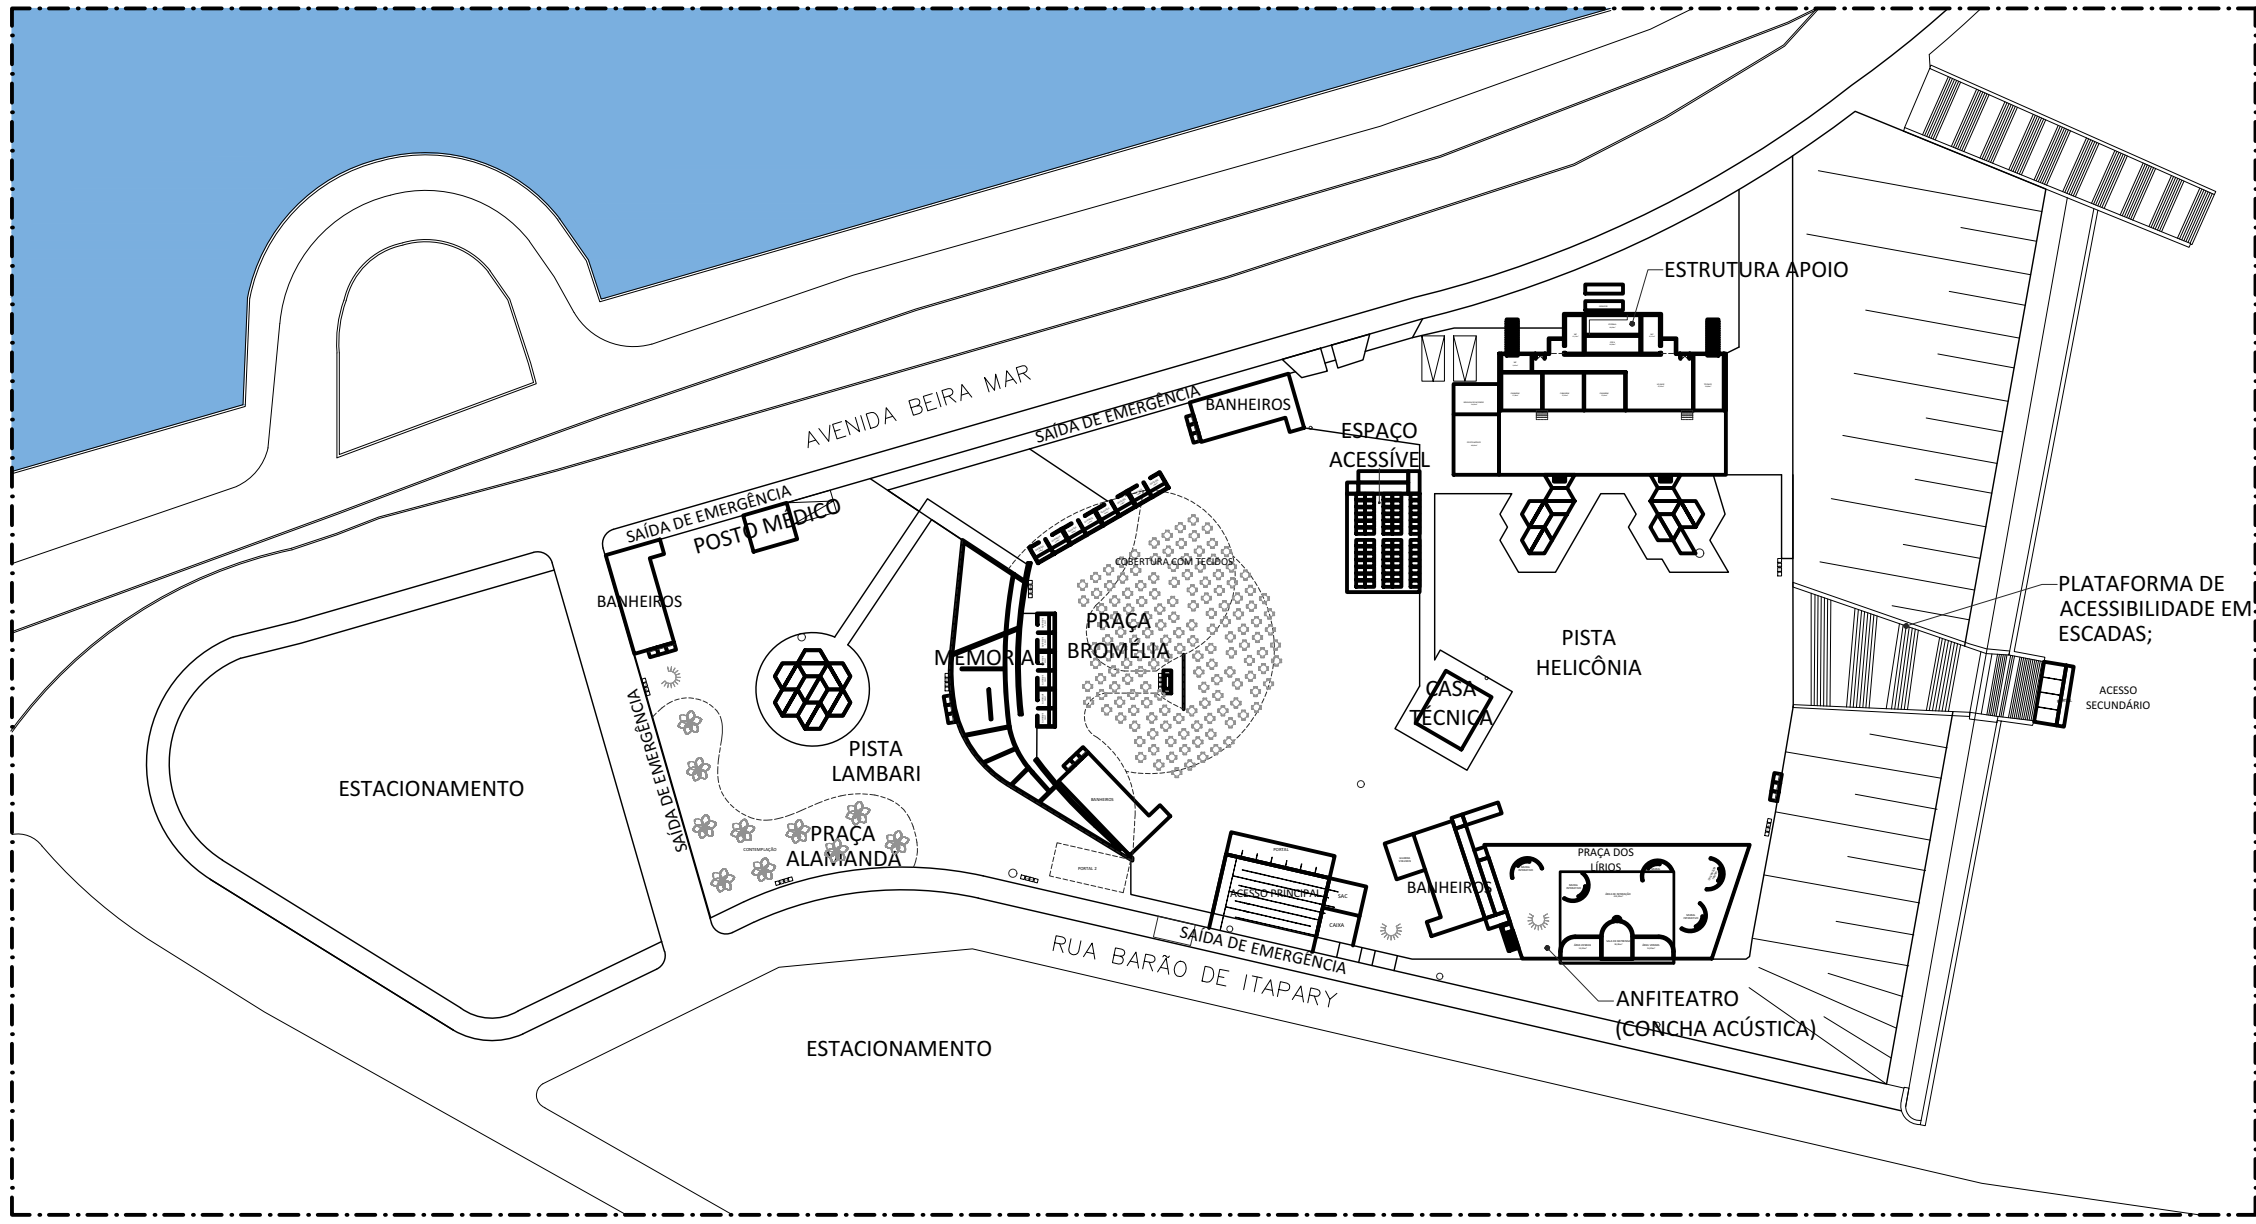 ESTRUTURA APOIO
AVENIDA BEIRA MAR
SAÍDA DE EMERGÊNCIA
BANHEIROS
ESPAÇO
ACESSÍVEL
SAÍDA DE EMERGÊNCIA
POSTO MÉDICO
COBERTURA COM TECIDOS
BANHEIROS
PLATAFORMA DE
ACESSIBILIDADE EM
ESCADAS;
PRAÇA
BROMÉLIA
MEMORIAL
PISTA
HELICÔNIA
CASA
TÉCNICA
ACESSO
SECUNDÁRIO
SAÍDA DE EMERGÊNCIA
PISTA
LAMBARI
ESTACIONAMENTO
BANHEIROS
PRAÇA
ALAMANDA
CONTEMPLAÇÃO
PORTAL 2
PORTAL
ACESSO PRINCIPAL
SAC
CAIXA
BANHEIROS
PRAÇA DOS
LÍRIOS
SAÍDA DE EMERGÊNCIA
RUA BARÃO DE ITAPARY
ANFITEATRO
(CONCHA ACÚSTICA)
ESTACIONAMENTO